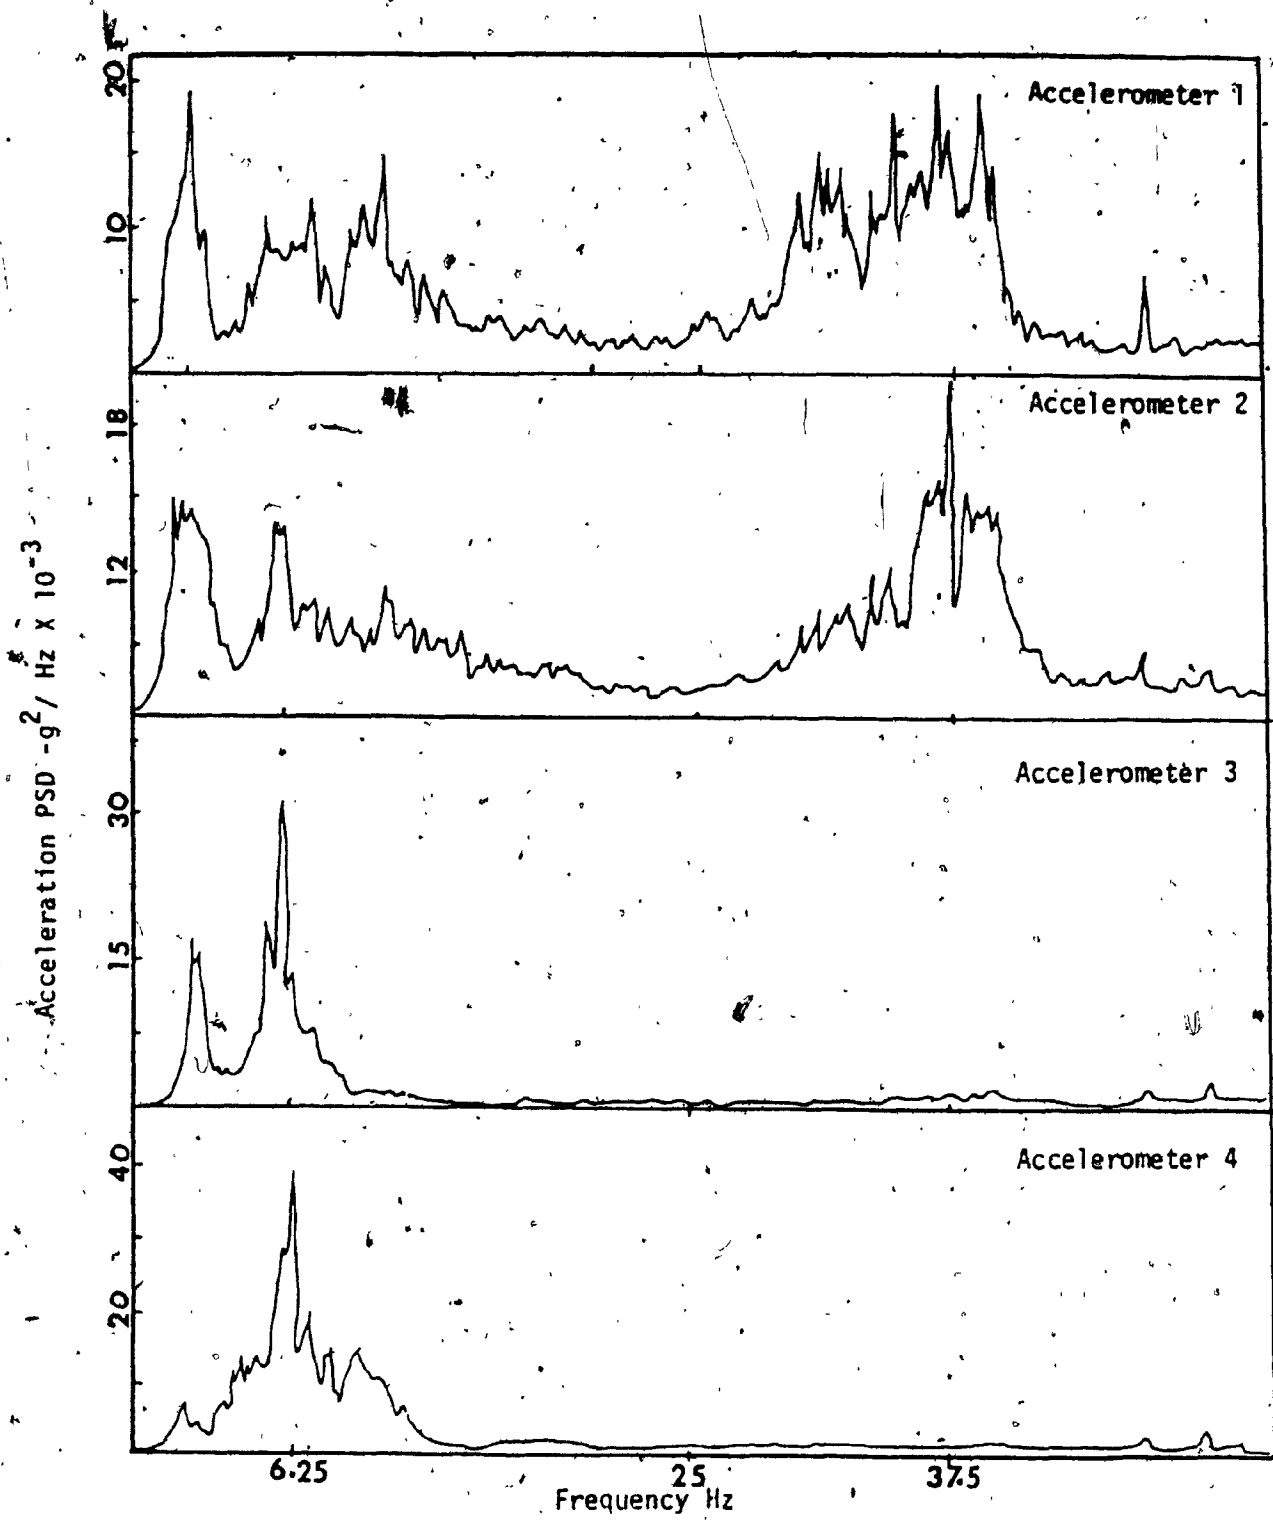 20
10
Accelerometer 1
18
12
Accelerometer 2
Acceleration PSD -g²/ Hz X 10⁻³
30
15
Accelerometer 3
40
20
Accelerometer 4
6.25
25
37.5
Frequency Hz